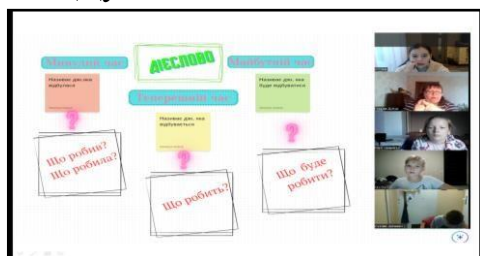 ДІЄСЛОВО
Минулий час
Майбутній час
Теперешній час
Називає дію, яка
відбулася
Називає дію, яка
буде відбуватися
Називає дію, яка
відбувається
Що робив?
Що робила?
Що робить?
Що буде
робити?